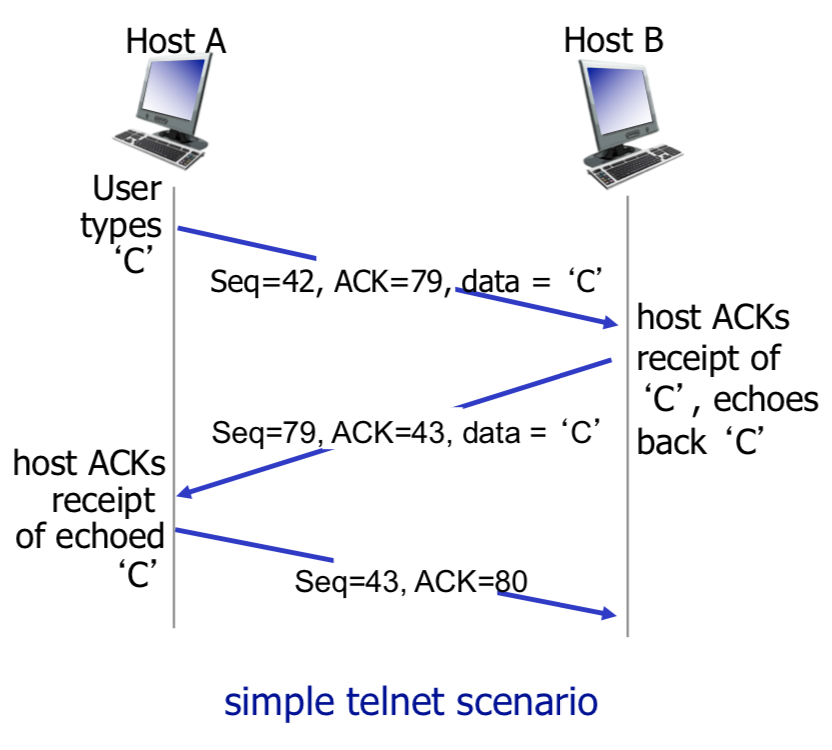 Host A
Host B
User
types
‘C’
Seq=42, ACK=79, data = ‘C’
host ACKs
receipt of
‘C’, echoes
back ‘C’
Seq=79, ACK=43, data = ‘C’
host ACKs
receipt
of echoed
‘C’
Seq=43, ACK=80
simple telnet scenario